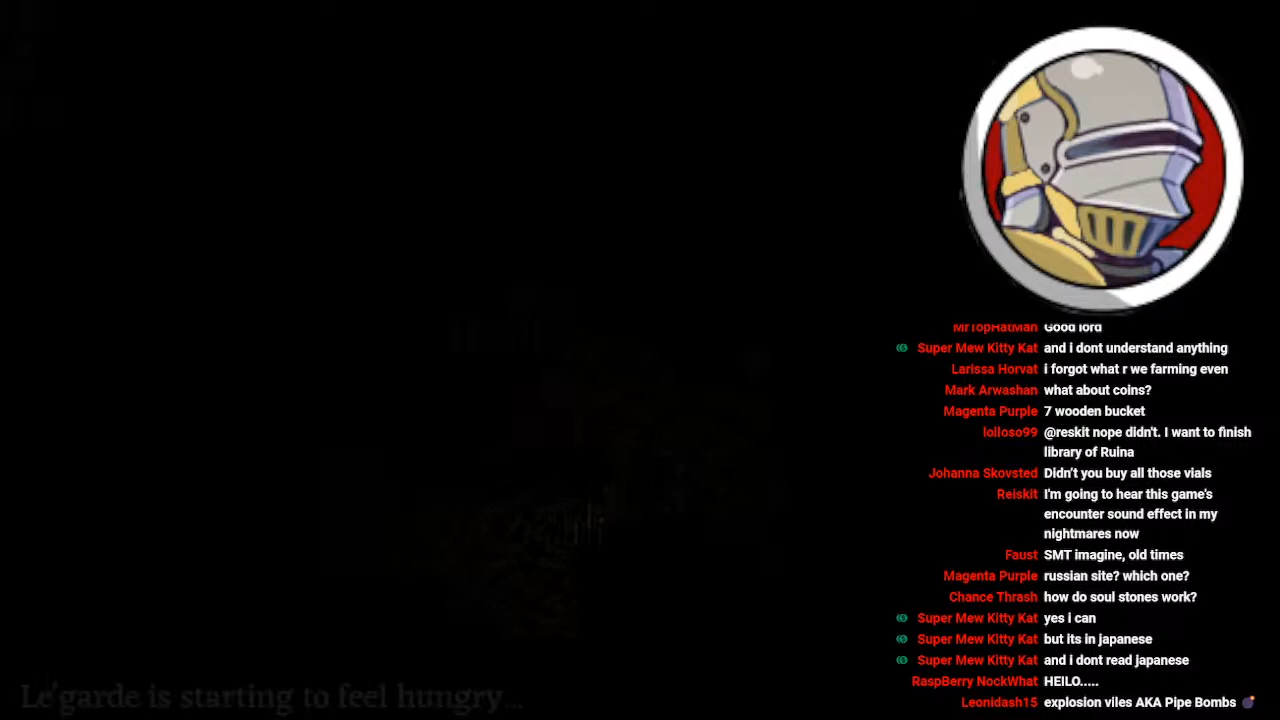 MrTopHatMan Good lord
Super Mew Kitty Kat and i dont understand anything
Larissa Horvat i forgot what r we farming even
Mark Arwashan what about coins?
Magenta Purple 7 wooden bucket
lolloso99 @reskit nope didn't. I want to finish
library of Ruina
Johanna Skovsted Didn't you buy all those vials
Reiskit I'm going to hear this game's
encounter sound effect in my
nightmares now
Faust SMT imagine, old times
Magenta Purple russian site? which one?
Chance Thrash how do soul stones work?
Super Mew Kitty Kat yes i can
Super Mew Kitty Kat but its in japanese
Super Mew Kitty Kat and i dont read japanese
RaspBerry NockWhat HEILO.....
Leonidash15 explosion viles AKA Pipe Bombs 💣
Le'garde is starting to feel hungry...